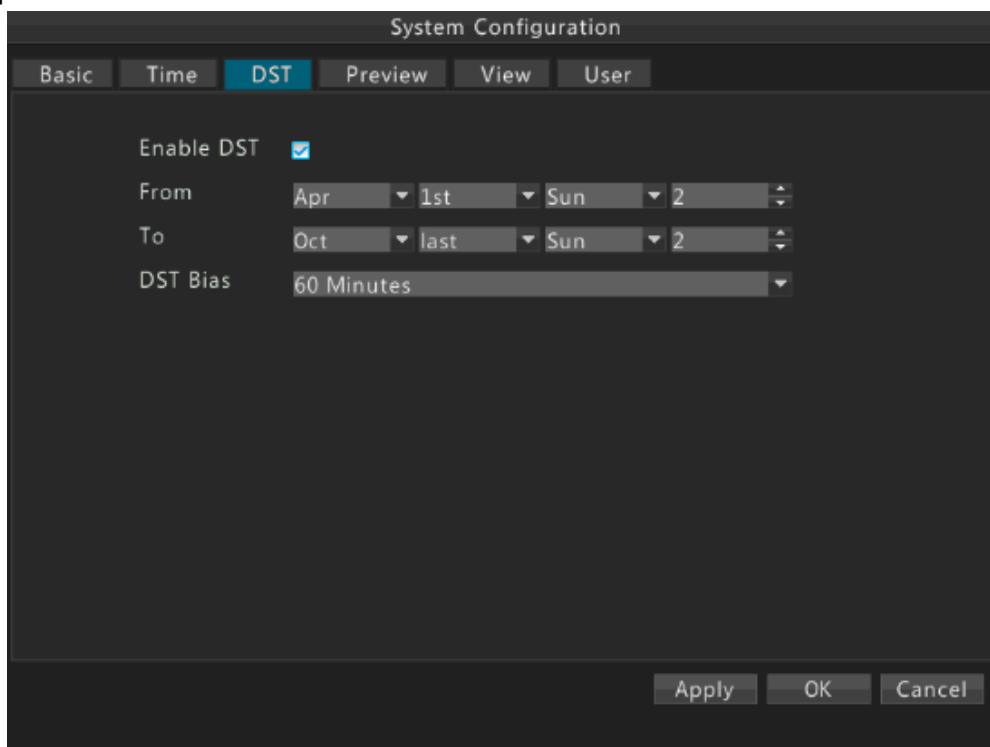 System Configuration
Basic Time DST Preview View User
Enable DST
From Apr 1st Sun 2
To Oct last Sun 2
DST Bias 60 Minutes
Apply OK Cancel